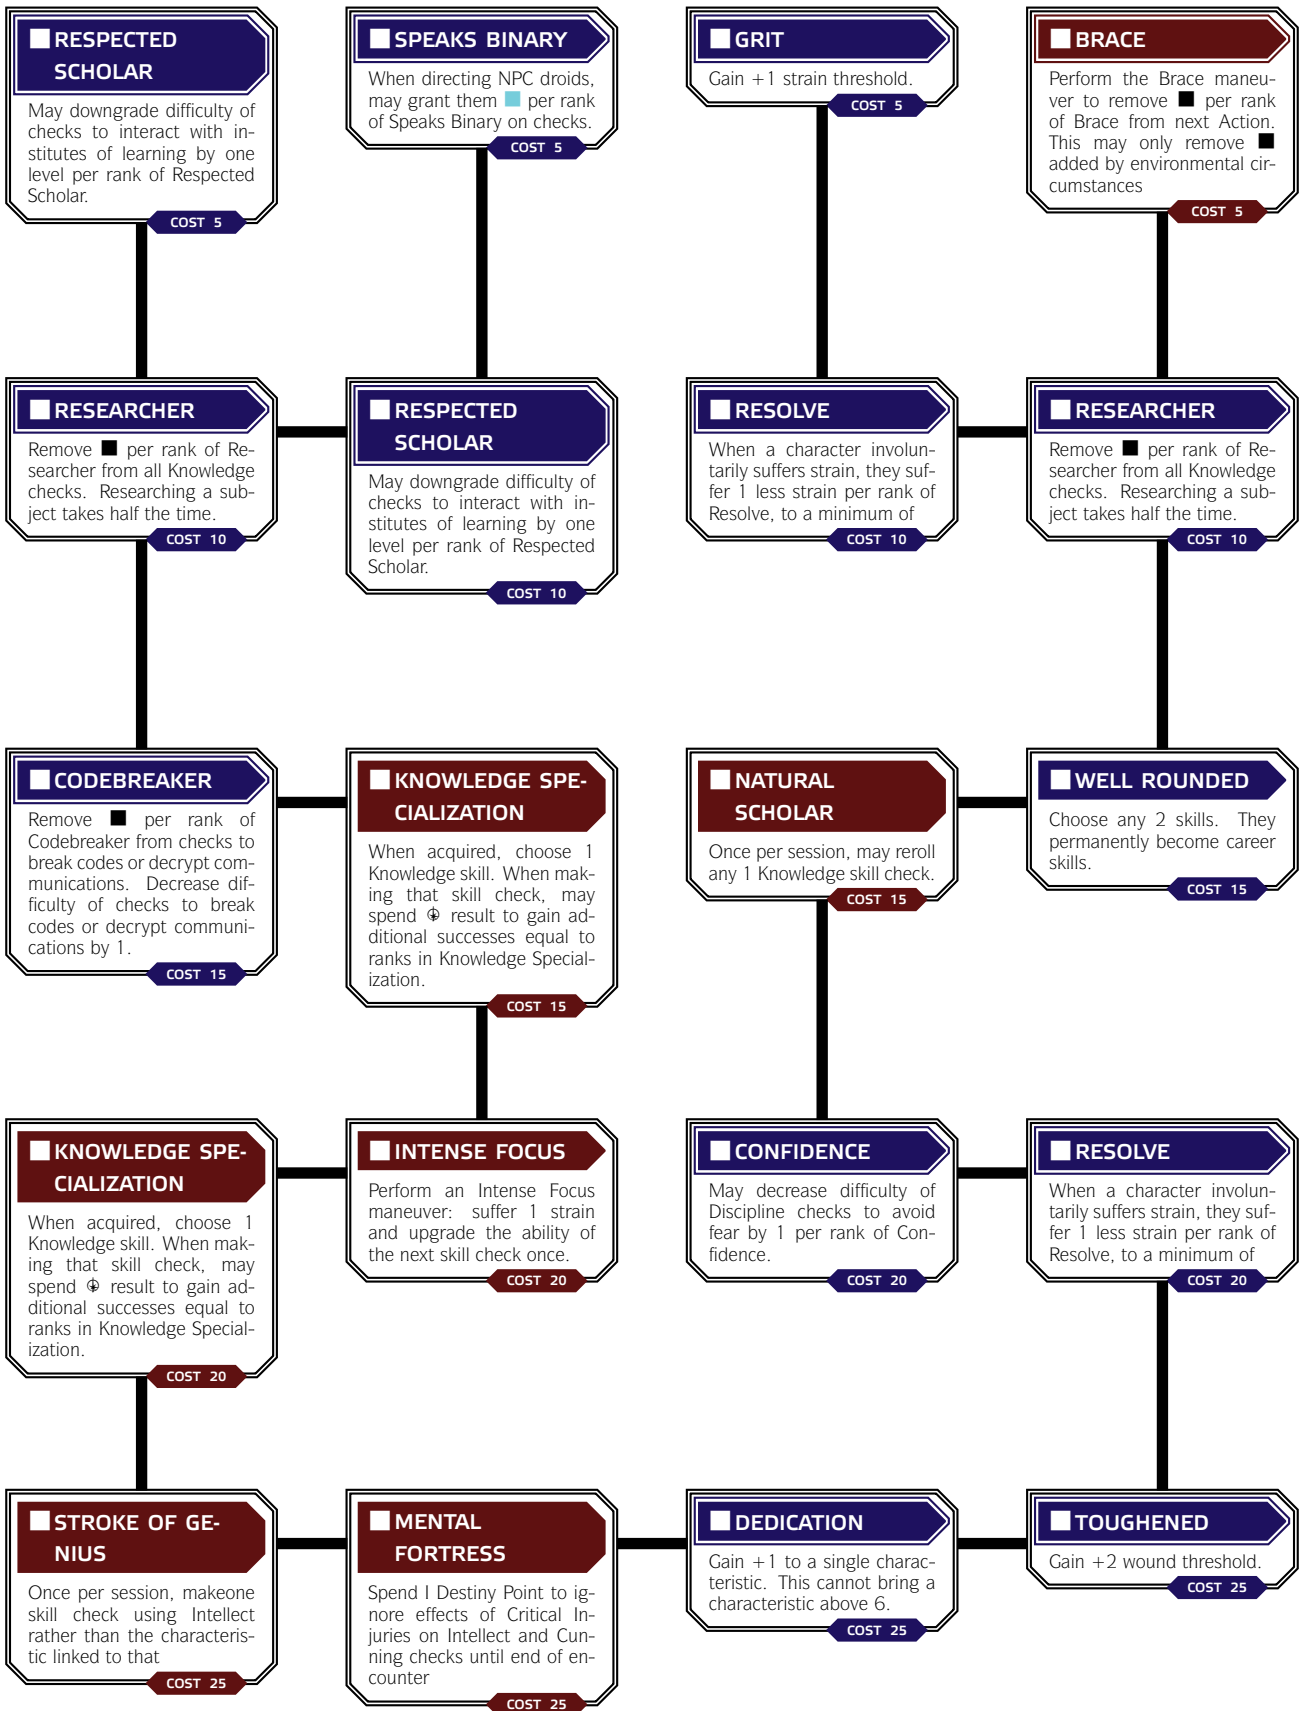 RESPECTED
SCHOLAR
May downgrade difficulty of
checks to interact with in-
stitutes of learning by one
level per rank of Respected
Scholar.
COST 5
SPEAKS BINARY
When directing NPC droids,
may grant them ■ per rank
of Speaks Binary on checks.
COST 5
GRIT
Gain +1 strain threshold.
COST 5
BRACE
Perform the Brace maneu-
ver to remove ■ per rank
of Brace from next Action.
This may only remove ■
added by environmental cir-
cumstances
COST 5
RESEARCHER
Remove ■ per rank of Re-
searcher from all Knowledge
checks. Researching a sub-
ject takes half the time.
COST 10
RESPECTED
SCHOLAR
May downgrade difficulty of
checks to interact with in-
stitutes of learning by one
level per rank of Respected
Scholar.
COST 10
RESOLVE
When a character involun-
tarily suffers strain, they suf-
fer 1 less strain per rank of
Resolve, to a minimum of
COST 10
RESEARCHER
Remove ■ per rank of Re-
searcher from all Knowledge
checks. Researching a sub-
ject takes half the time.
COST 10
CODEBREAKER
Remove ■ per rank of
Codebreaker from checks to
break codes or decrypt com-
munications. Decrease dif-
ficulty of checks to break
codes or decrypt communi-
cations by 1.
COST 15
KNOWLEDGE SPE-
CIALIZATION
When acquired, choose 1
Knowledge skill. When mak-
ing that skill check, may
spend result to gain ad-
ditional successes equal to
ranks in Knowledge Special-
ization.
COST 15
NATURAL
SCHOLAR
Once per session, may reroll
any 1 Knowledge skill check.
COST 15
WELL ROUNDED
Choose any 2 skills. They
permanently become career
skills.
COST 15
KNOWLEDGE SPE-
CIALIZATION
When acquired, choose 1
Knowledge skill. When mak-
ing that skill check, may
spend result to gain ad-
ditional successes equal to
ranks in Knowledge Special-
ization.
COST 20
INTENSE FOCUS
Perform an Intense Focus
maneuver: suffer 1 strain
and upgrade the ability of
the next skill check once.
COST 20
CONFIDENCE
May decrease difficulty of
Discipline checks to avoid
fear by 1 per rank of Con-
fidence.
COST 20
RESOLVE
When a character involun-
tarily suffers strain, they suf-
fer 1 less strain per rank of
Resolve, to a minimum of
COST 20
STROKE OF GE-
NIUS
Once per session, makeone
skill check using Intellect
rather than the characteris-
tic linked to that
COST 25
MENTAL
FORTRESS
Spend I Destiny Point to ig-
nore effects of Critical In-
juries on Intellect and Cun-
ning checks until end of en-
counter
COST 25
DEDICATION
Gain +1 to a single charac-
teristic. This cannot bring a
characteristic above 6.
COST 25
TOUGHENED
Gain +2 wound threshold.
COST 25